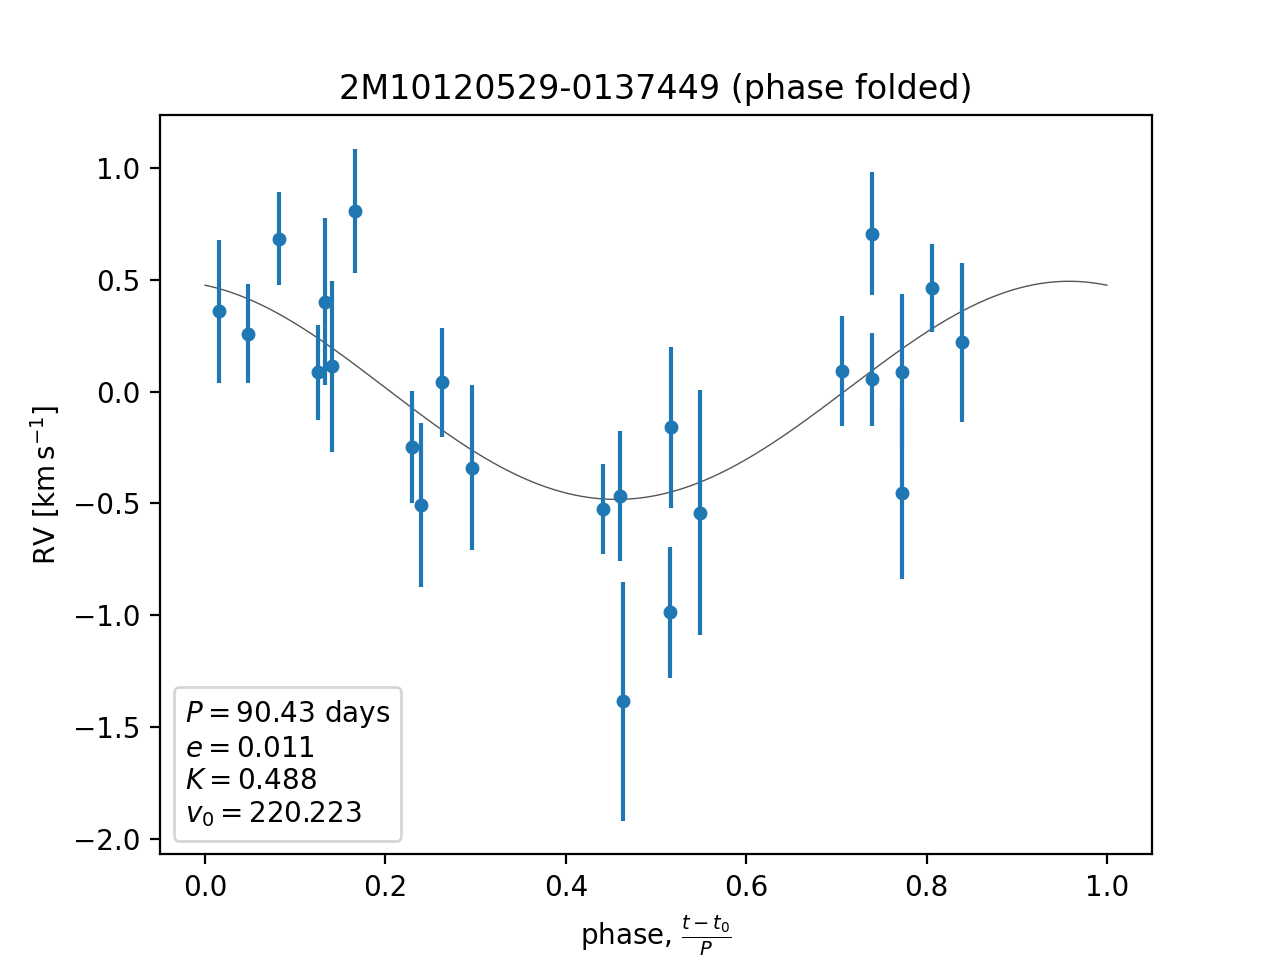 2M10120529-0137449 (phase folded)
1.0
0.5
0.0
−0.5
−1.0
−1.5
−2.0
RV [km s⁻¹]
P = 90.43 days
e = 0.011
K = 0.488
v₀ = 220.223
0.0 0.2 0.4 0.6 0.8 1.0
phase, (t − t₀)/P